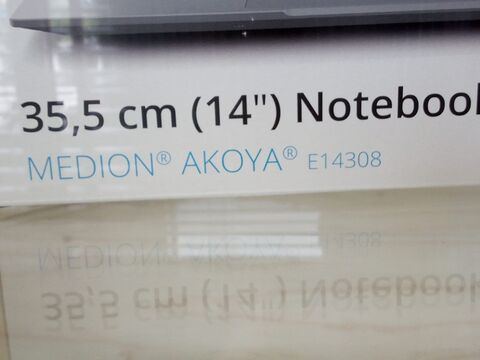 35,5 cm (14") Noteboo
MEDION® AKOYA® E14308